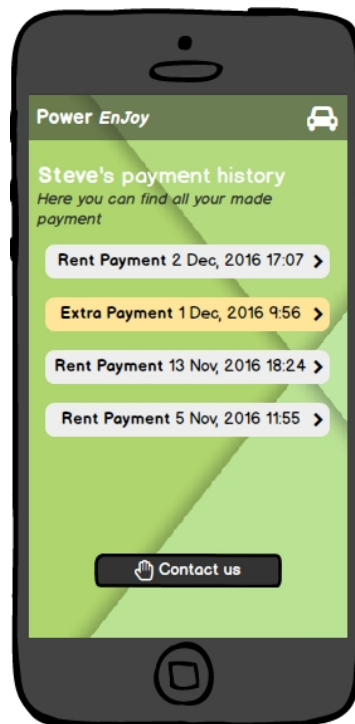 Power EnJoy
Steve's payment history
Here you can find all your made
payment
Rent Payment 2 Dec, 2016 17:07
Extra Payment 1 Dec, 2016 9:56
Rent Payment 13 Nov, 2016 18:24
Rent Payment 5 Nov, 2016 11:55
Contact us